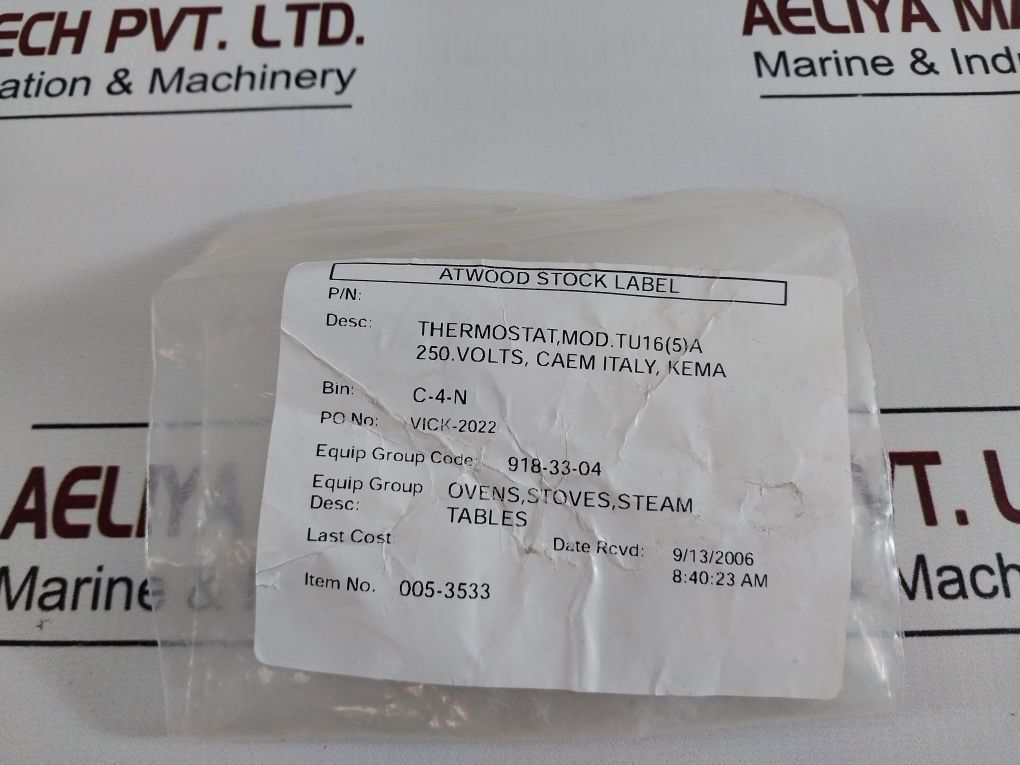 ECH PVT. LTD.
ation & Machinery
AELIYA MA
Marine & Indu
ATWOOD STOCK LABEL
P/N:
Desc: THERMOSTAT,MOD.TU16(5)A
250.VOLTS, CAEM ITALY, KEMA
Bin: C-4-N
PO No: VICK-2022
Equip Group Code: 918-33-04
Equip Group Desc: OVENS,STOVES,STEAM
TABLES
Last Cost: Date Rcvd: 9/13/2006
8:40:23 AM
Item No. 005-3533
AELIYA
VT. L
Marine &
Mach